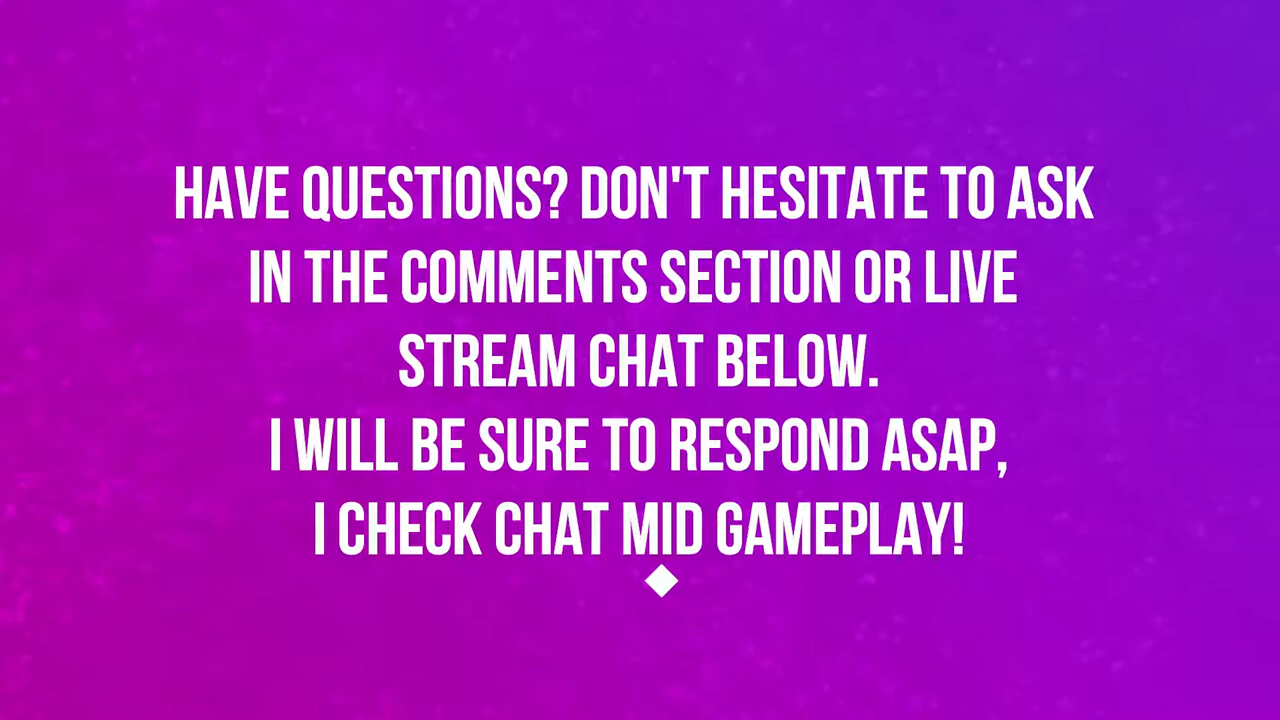 HAVE QUESTIONS? DON'T HESITATE TO ASK
IN THE COMMENTS SECTION OR LIVE
STREAM CHAT BELOW.
I WILL BE SURE TO RESPOND ASAP,
I CHECK CHAT MID GAMEPLAY!